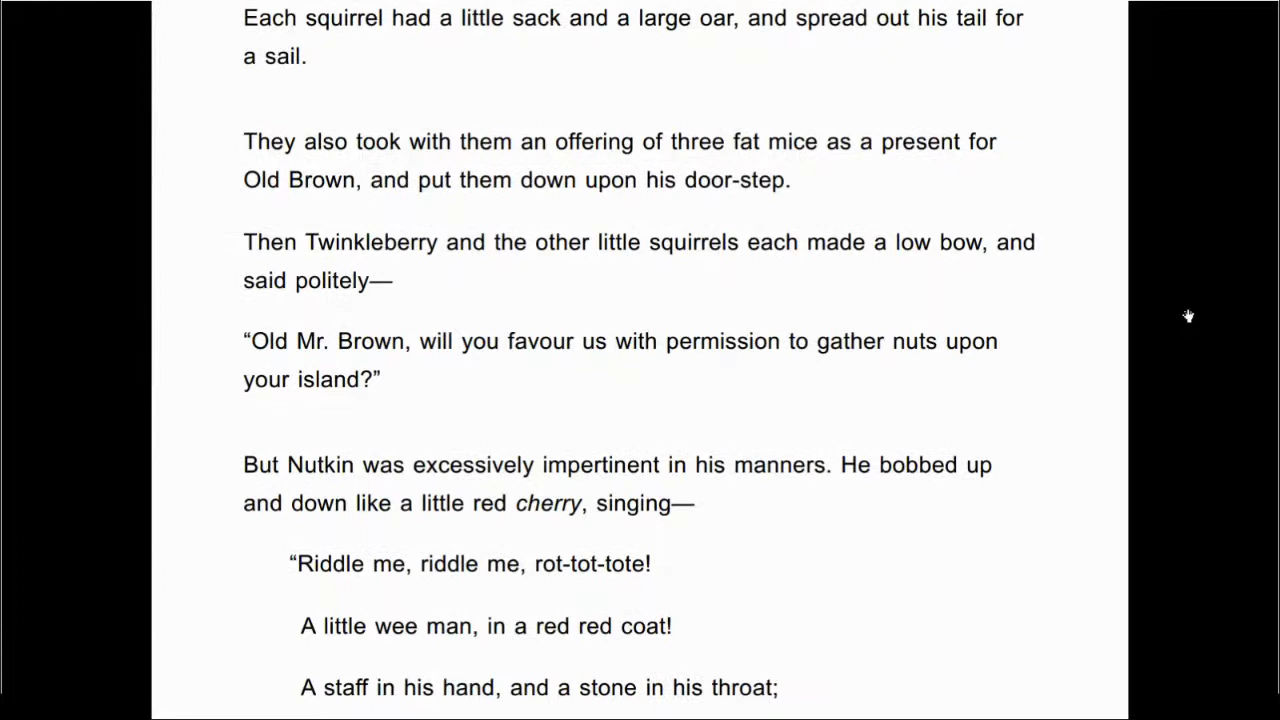 Each squirrel had a little sack and a large oar, and spread out his tail for
a sail.
They also took with them an offering of three fat mice as a present for
Old Brown, and put them down upon his door-step.
Then Twinkleberry and the other little squirrels each made a low bow, and
said politely—
“Old Mr. Brown, will you favour us with permission to gather nuts upon
your island?”
But Nutkin was excessively impertinent in his manners. He bobbed up
and down like a little red cherry, singing—
“Riddle me, riddle me, rot-tot-tote!
A little wee man, in a red red coat!
A staff in his hand, and a stone in his throat;